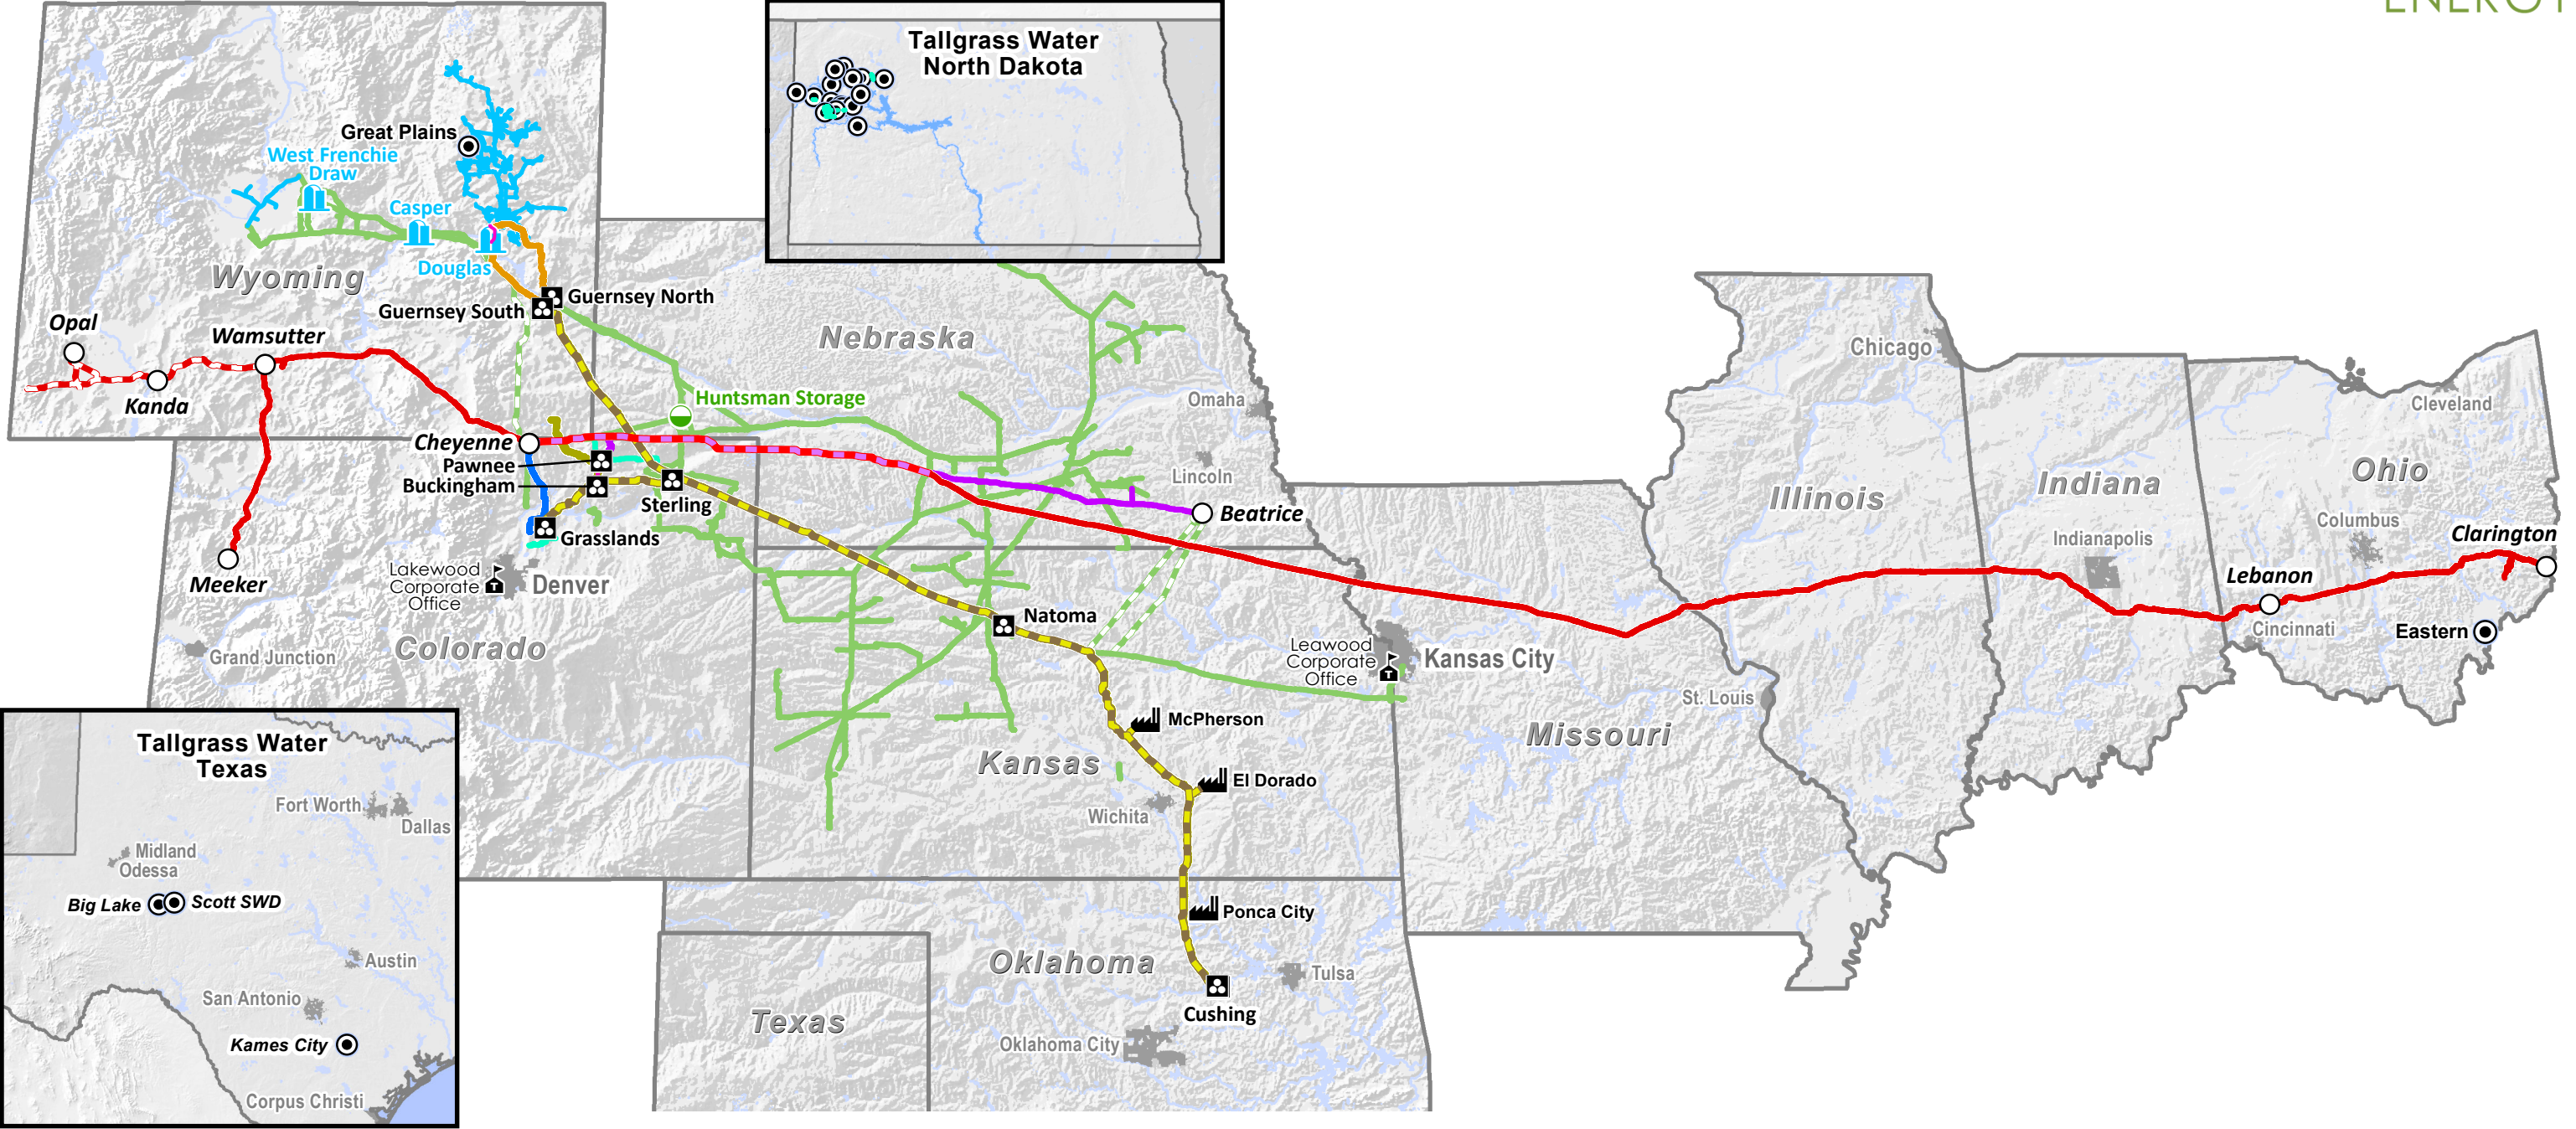 ENERGY
Tallgrass Water
North Dakota
Great Plains
West Frenchie
Draw
Casper
Douglas
Wyoming
Guernsey North
Guernsey South
Opal
Wamsutter
Kanda
Nebraska
Huntsman Storage
Omaha
Lincoln
Cheyenne
Pawnee
Buckingham
Sterling
Grasslands
Beatrice
Meeker
Lakewood
Corporate
Office
Denver
Colorado
Grand Junction
Natoma
Leawood
Corporate
Office
Kansas City
McPherson
El Dorado
Kansas
Wichita
Ponca City
Oklahoma
Tulsa
Cushing
Oklahoma City
Texas
Missouri
St. Louis
Chicago
Illinois
Indiana
Indianapolis
Ohio
Cleveland
Columbus
Clarington
Lebanon
Cincinnati
Eastern
Tallgrass Water
Texas
Fort Worth
Dallas
Midland
Odessa
Big Lake
Scott SWD
Austin
San Antonio
Kames City
Corpus Christi